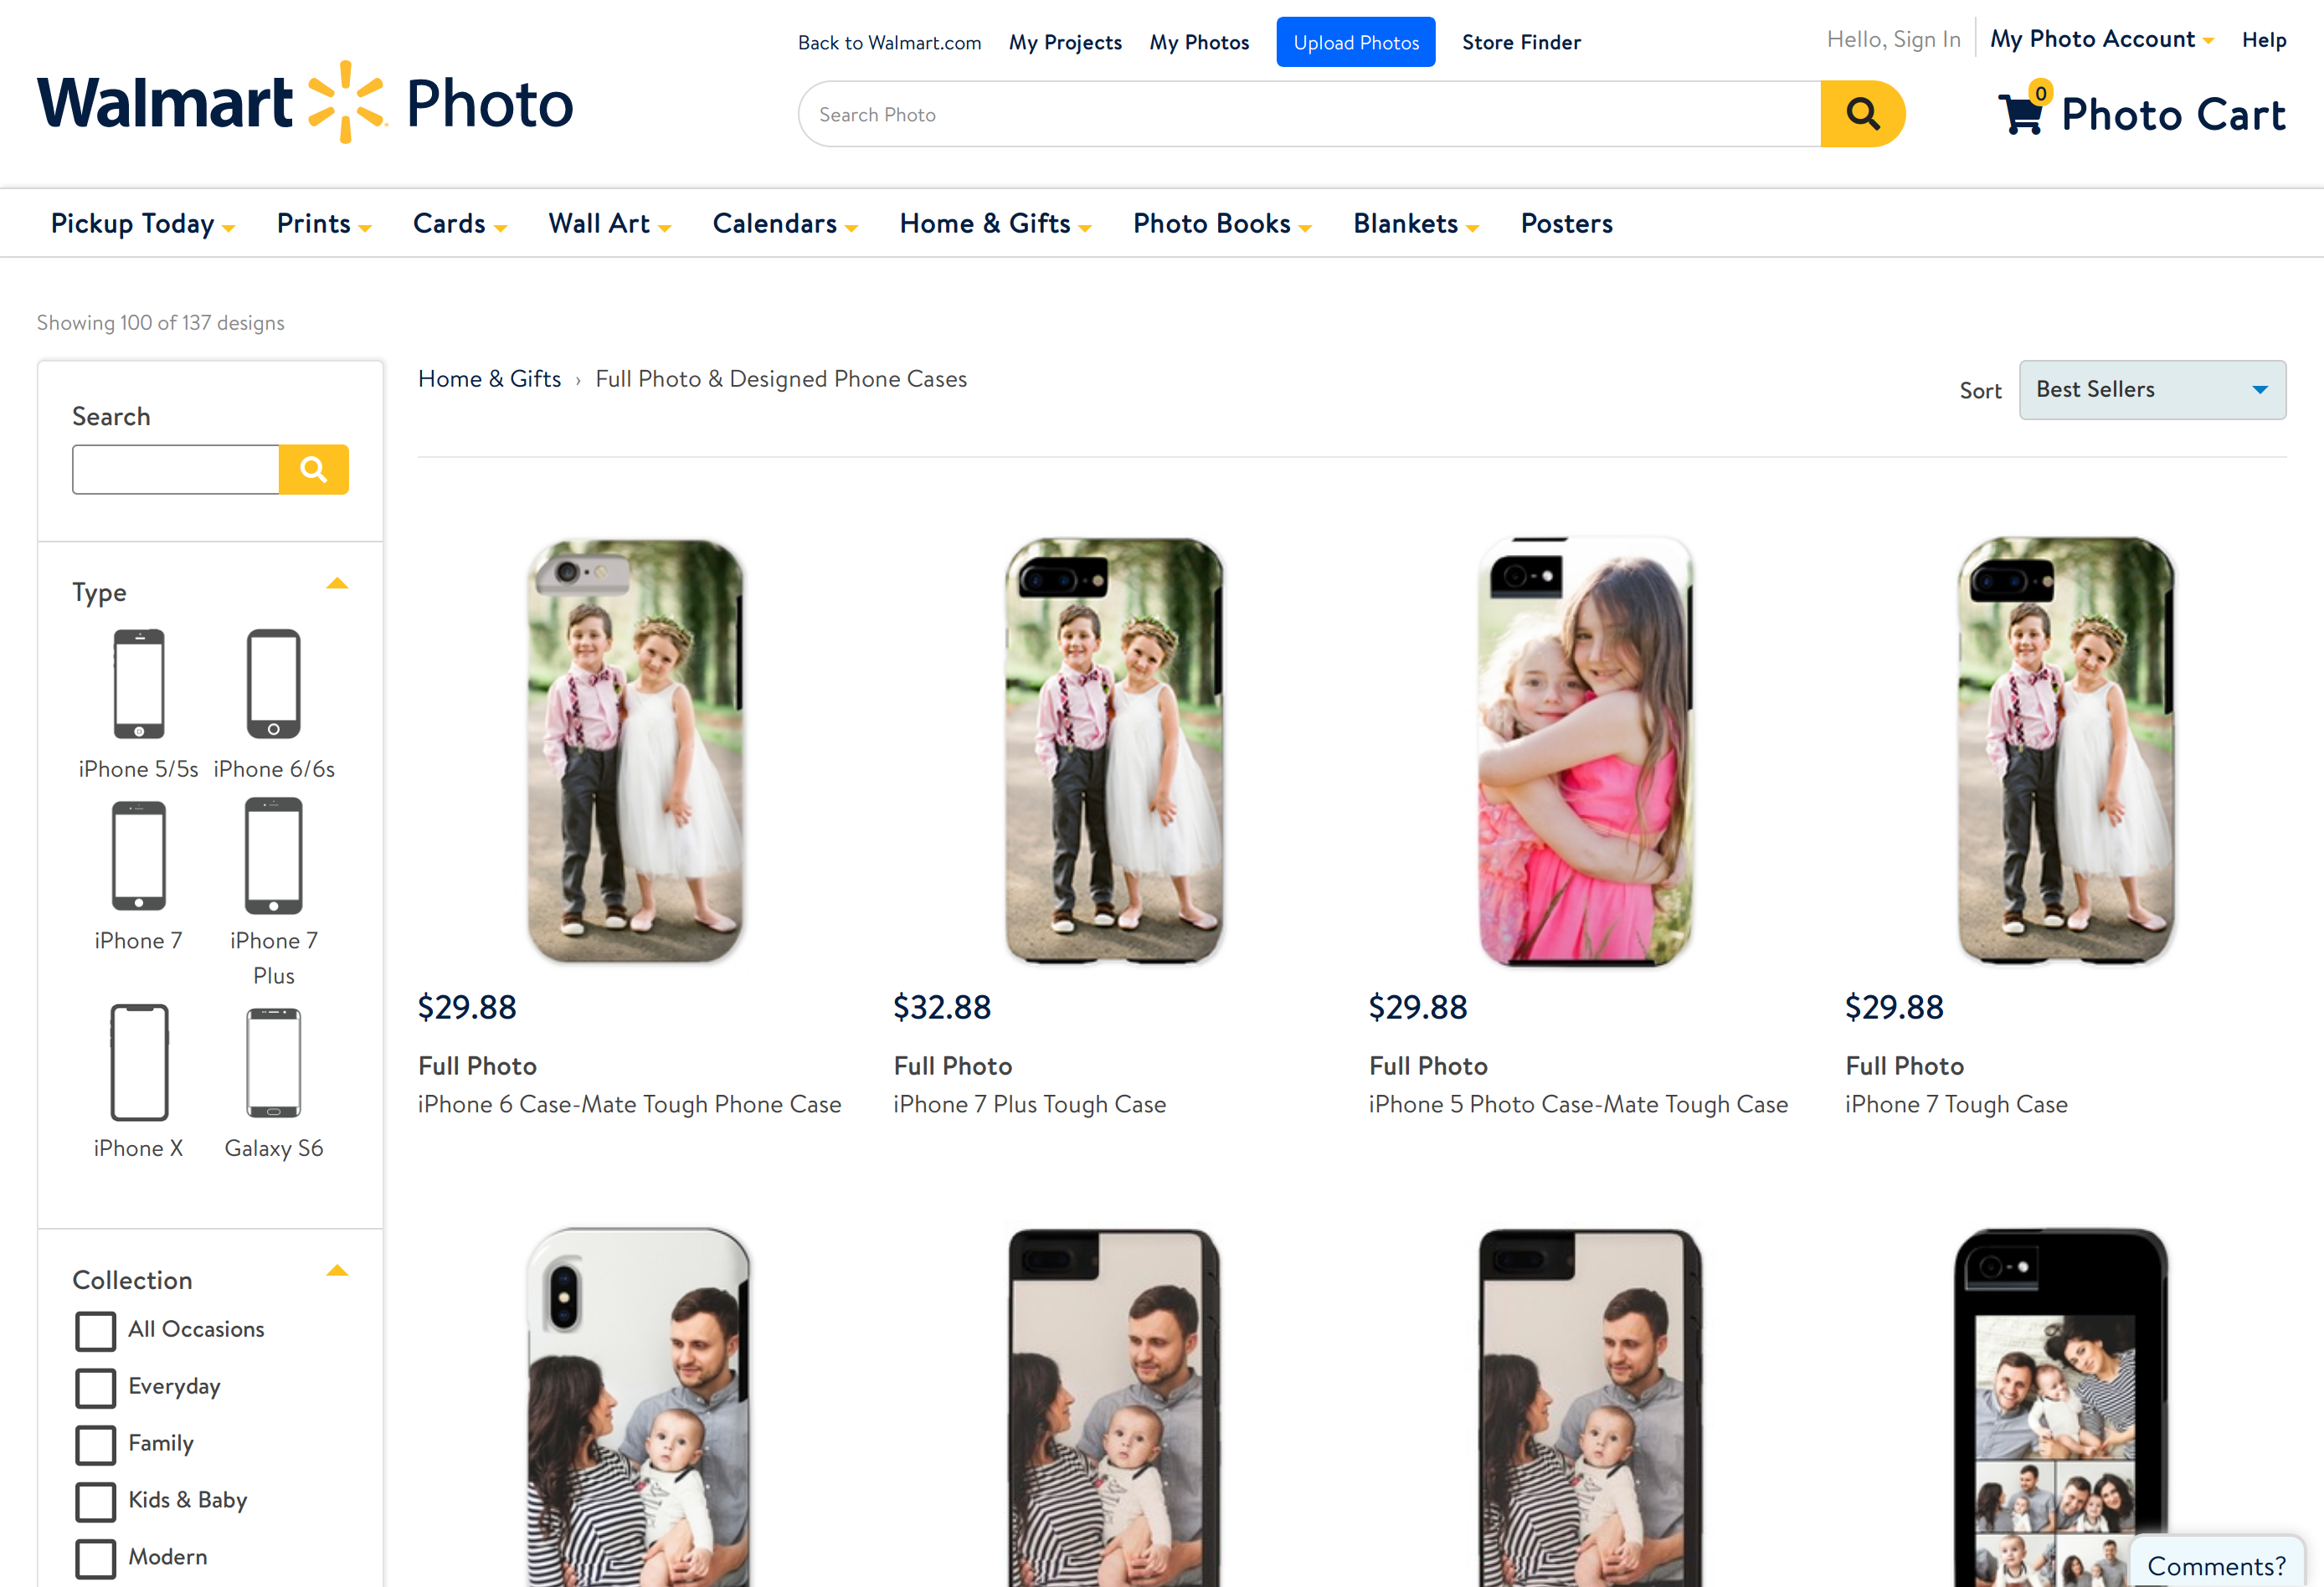 Back to Walmart.com My Projects My Photos Upload Photos Store Finder
Hello, Sign In My Photo Account Help
Walmart Photo
Search Photo
0 Photo Cart
Pickup Today Prints Cards Wall Art Calendars Home & Gifts Photo Books Blankets Posters
Showing 100 of 137 designs
Home & Gifts › Full Photo & Designed Phone Cases
Sort Best Sellers
Search
Type
iPhone 5/5s iPhone 6/6s
iPhone 7 iPhone 7
Plus
iPhone X Galaxy S6
Collection
All Occasions
Everyday
Family
Kids & Baby
Modern
$29.88 $32.88 $29.88 $29.88
Full Photo Full Photo Full Photo Full Photo
iPhone 6 Case-Mate Tough Phone Case iPhone 7 Plus Tough Case iPhone 5 Photo Case-Mate Tough Case iPhone 7 Tough Case
Comments?